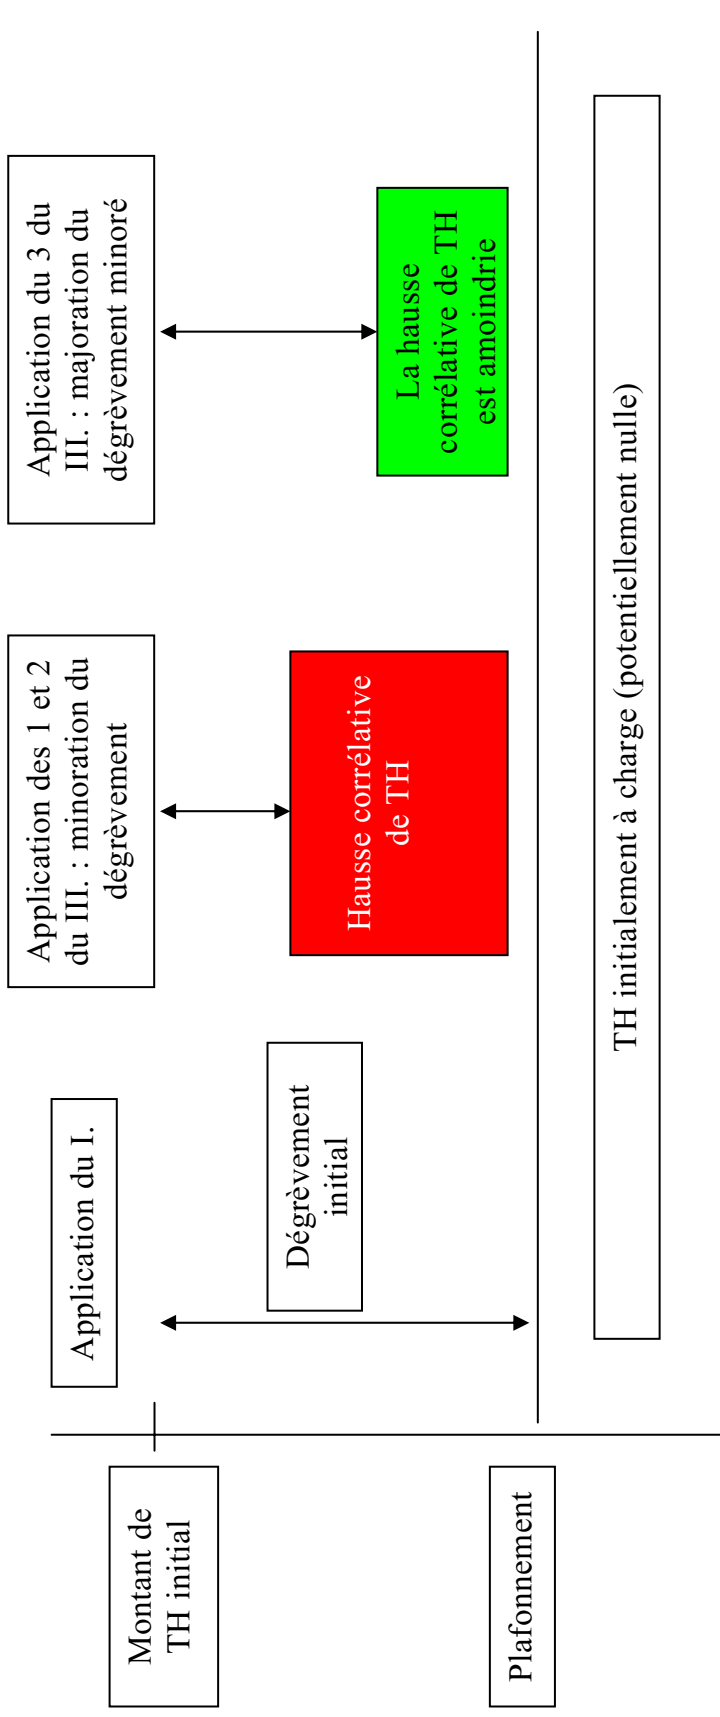 Montant de
TH initial
Plafonnement
Application du I.
Dégrèvement
initial
Application des 1 et 2
du III. : minoration du
dégrèvement
Hausse corrélative
de TH
Application du 3 du
III. : majoration du
dégrèvement minoré
La hausse
corrélative de TH
est amoindrie
TH initialement à charge (potentiellement nulle)